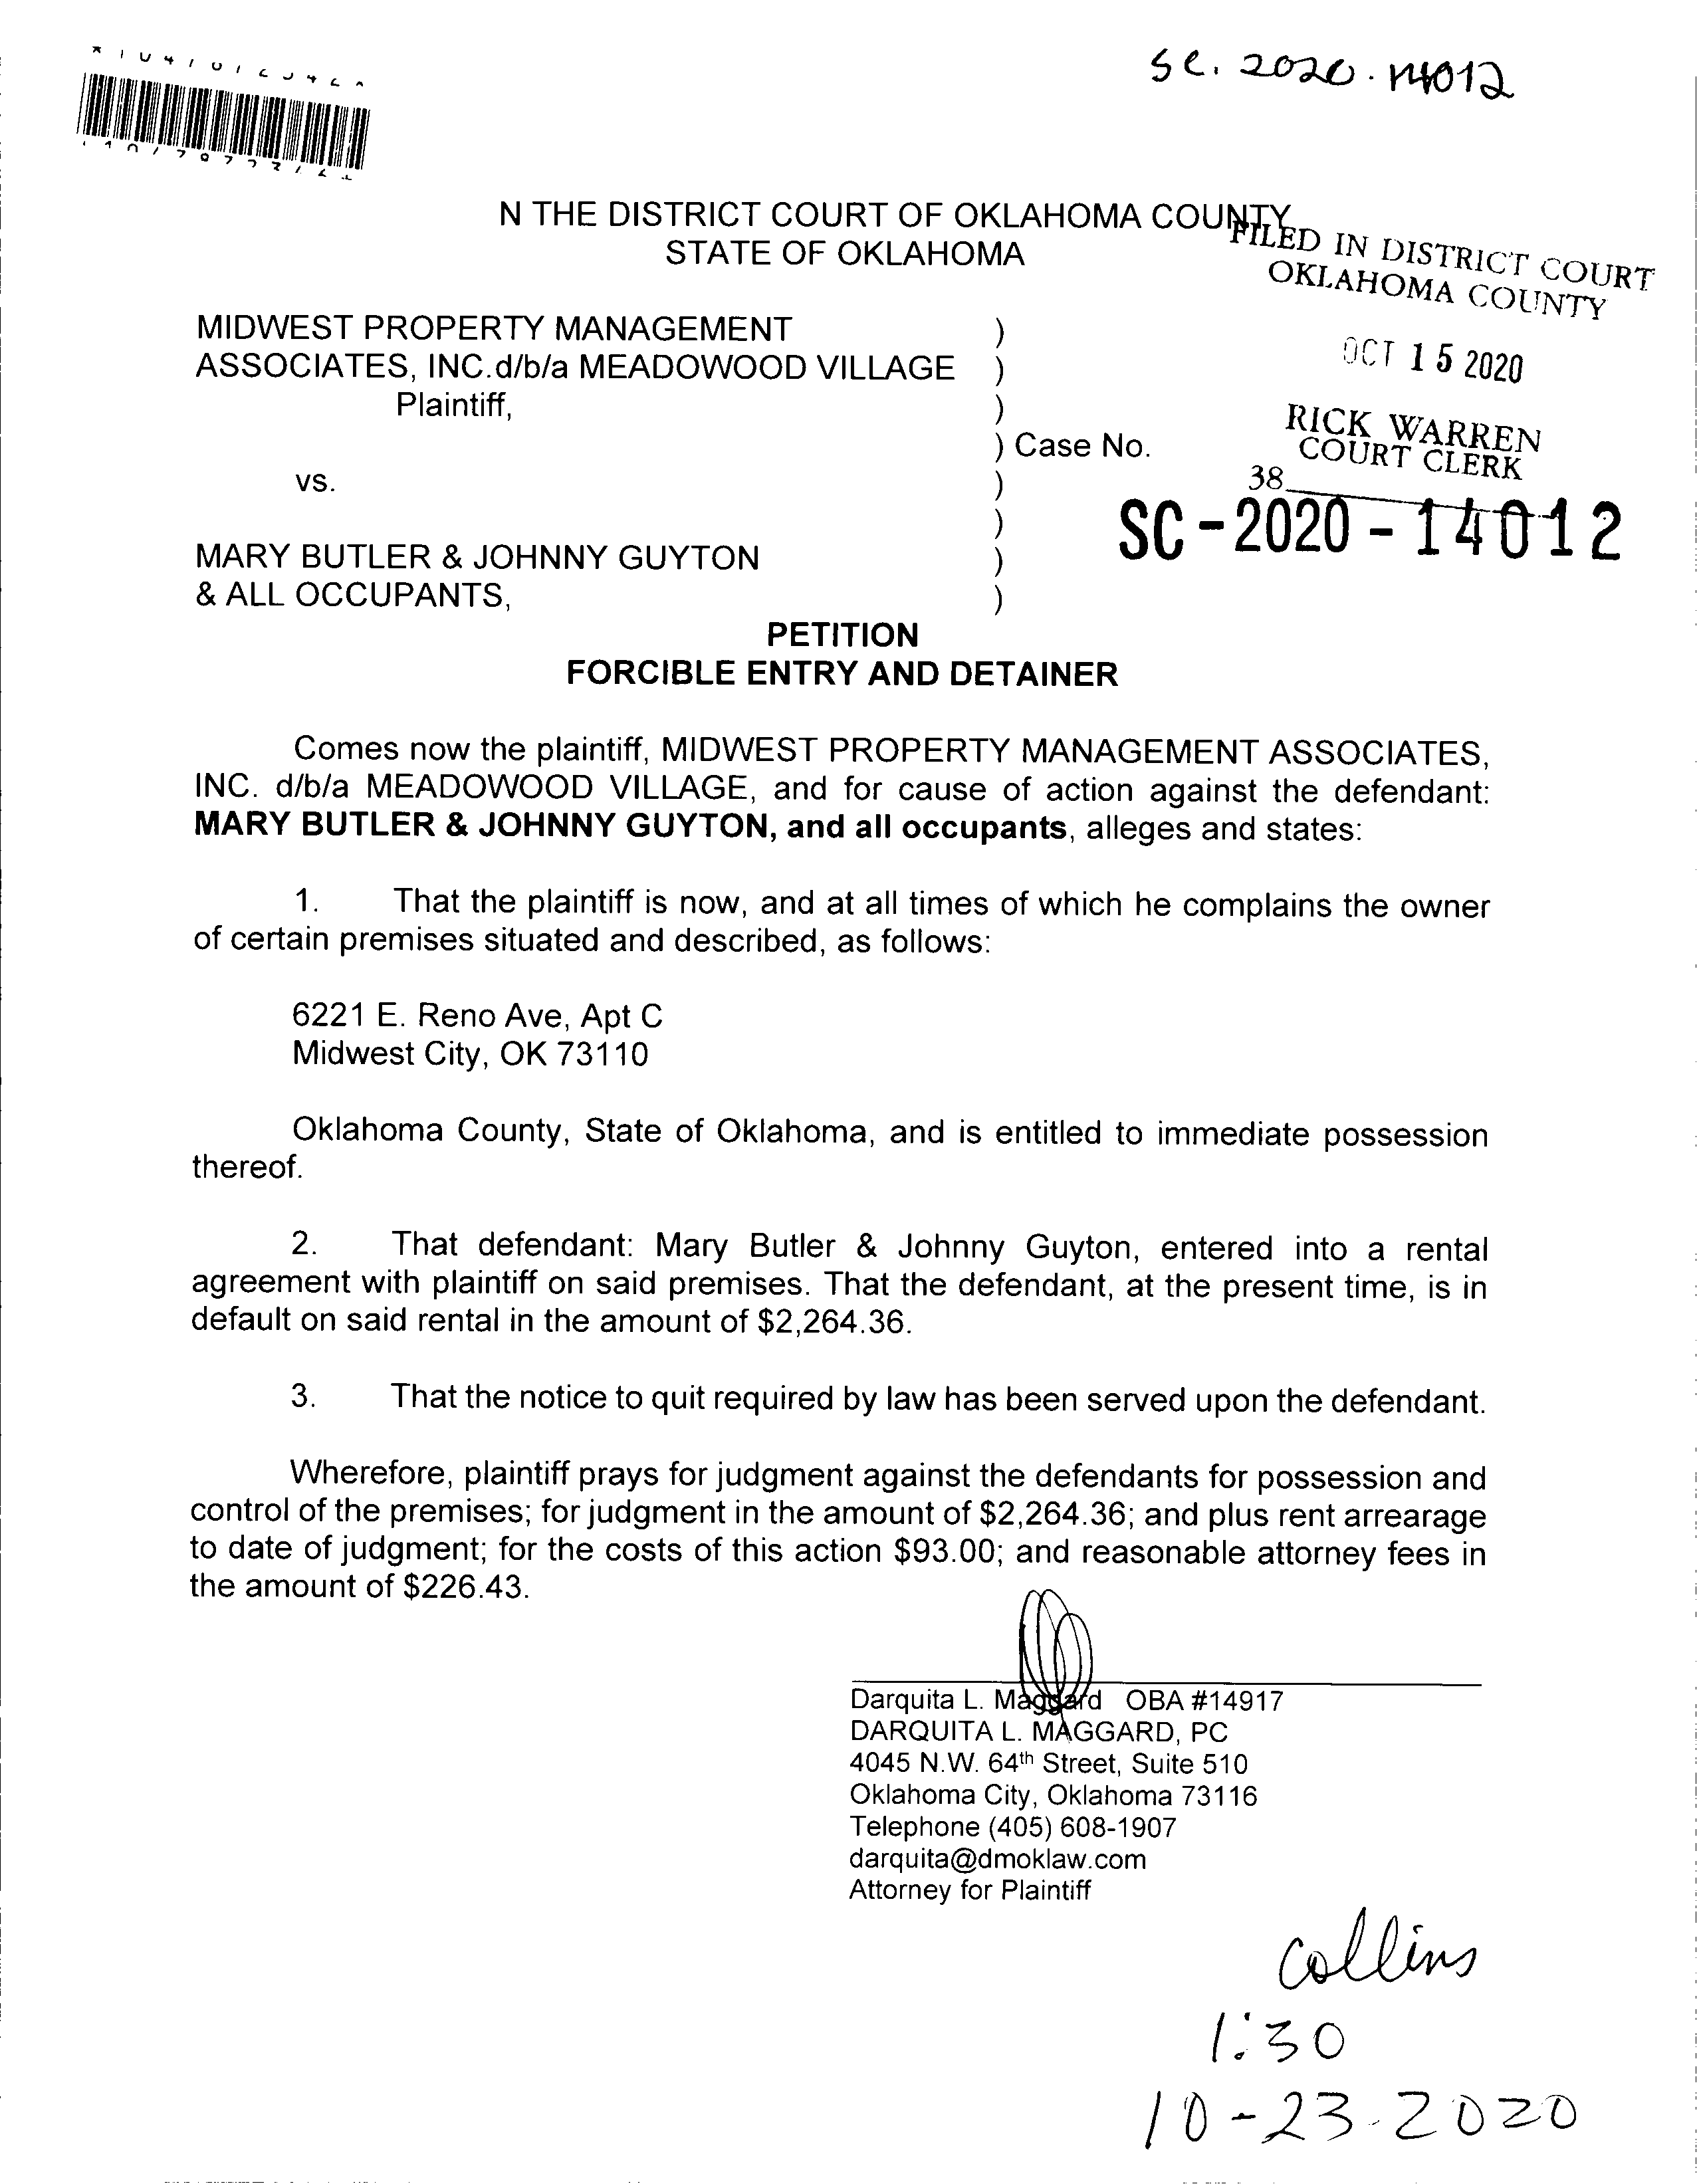 sc. 2020. 14012
N THE DISTRICT COURT OF OKLAHOMA COUNTY
STATE OF OKLAHOMA
FILED IN DISTRICT COURT
OKLAHOMA COUNTY
OCT 15 2020
RICK WARREN
COURT CLERK
38
MIDWEST PROPERTY MANAGEMENT )
ASSOCIATES, INC.d/b/a MEADOWOOD VILLAGE )
Plaintiff, )
) Case No.
vs. )
SC-2020-14012
)
MARY BUTLER & JOHNNY GUYTON )
& ALL OCCUPANTS, )
PETITION
FORCIBLE ENTRY AND DETAINER
Comes now the plaintiff, MIDWEST PROPERTY MANAGEMENT ASSOCIATES,
INC. d/b/a MEADOWOOD VILLAGE, and for cause of action against the defendant:
MARY BUTLER & JOHNNY GUYTON, and all occupants, alleges and states:
1. That the plaintiff is now, and at all times of which he complains the owner
of certain premises situated and described, as follows:
6221 E. Reno Ave, Apt C
Midwest City, OK 73110
Oklahoma County, State of Oklahoma, and is entitled to immediate possession
thereof.
2. That defendant: Mary Butler & Johnny Guyton, entered into a rental
agreement with plaintiff on said premises. That the defendant, at the present time, is in
default on said rental in the amount of $2,264.36.
3. That the notice to quit required by law has been served upon the defendant.
Wherefore, plaintiff prays for judgment against the defendants for possession and
control of the premises; for judgment in the amount of $2,264.36; and plus rent arrearage
to date of judgment; for the costs of this action $93.00; and reasonable attorney fees in
the amount of $226.43.
Darquita L. Maggard OBA #14917
DARQUITA L. MAGGARD, PC
4045 N.W. 64th Street, Suite 510
Oklahoma City, Oklahoma 73116
Telephone (405) 608-1907
darquita@dmoklaw.com
Attorney for Plaintiff
Collins
1:30
10-23-2020